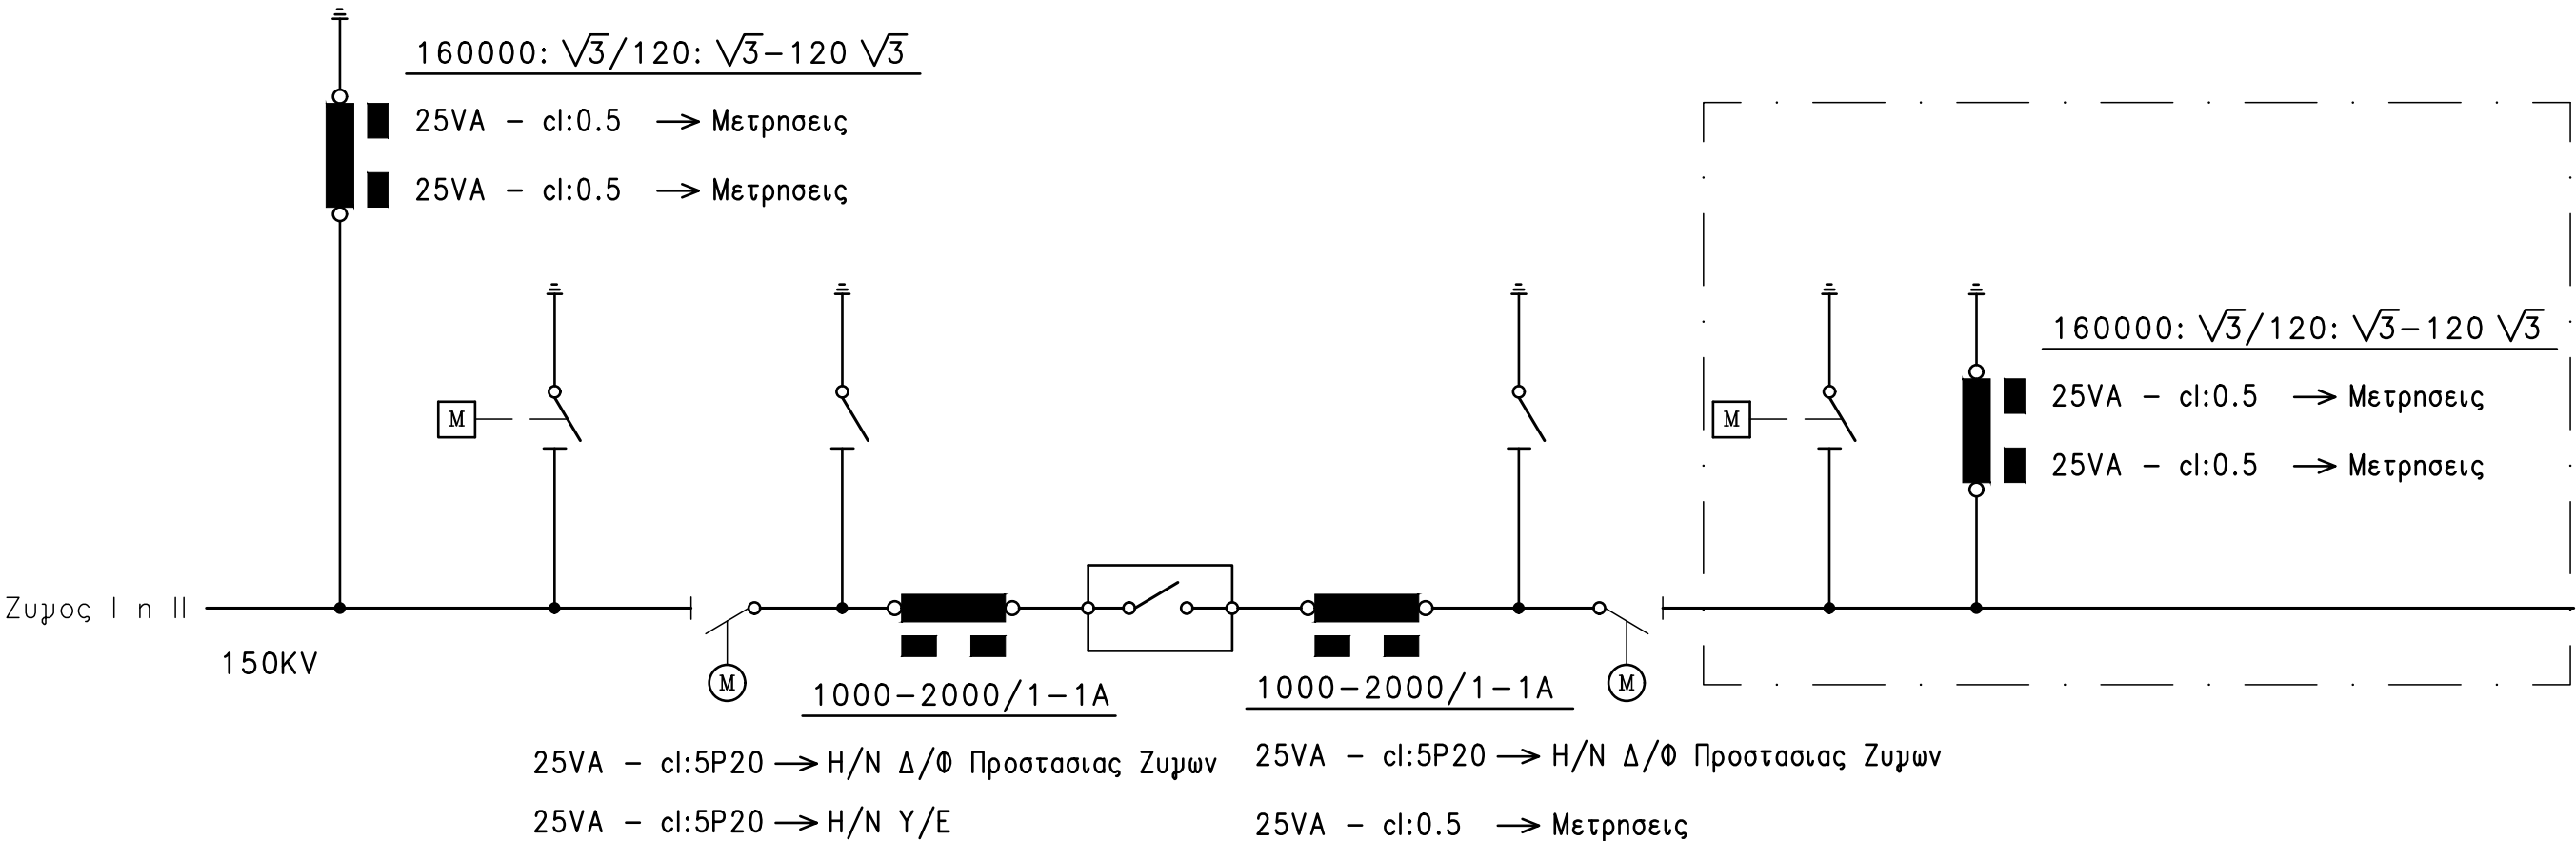 160000: √3/120: √3-120 √3
25VA - cl:0.5 → Μετρησεις
25VA - cl:0.5 → Μετρησεις
160000: √3/120: √3-120 √3
25VA - cl:0.5 → Μετρησεις
25VA - cl:0.5 → Μετρησεις
M
M
Ζυμος I η II
150KV
M
M
1000-2000/1-1A
25VA - cl:5P20 → Η/Ν Δ/Φ Προστασιας Ζυμων
25VA - cl:5P20 → Η/Ν Υ/Ε
1000-2000/1-1A
25VA - cl:5P20 → Η/Ν Δ/Φ Προστασιας Ζυμων
25VA - cl:0.5 → Μετρησεις